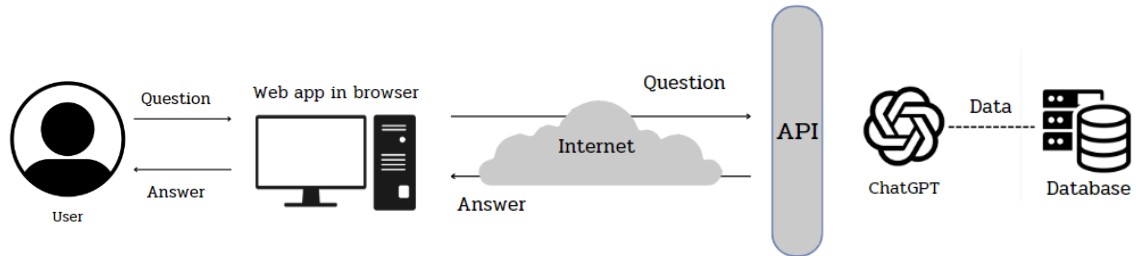 Question
Answer
User
Web app in browser
Question
Internet
Answer
API
ChatGPT
Data
Database